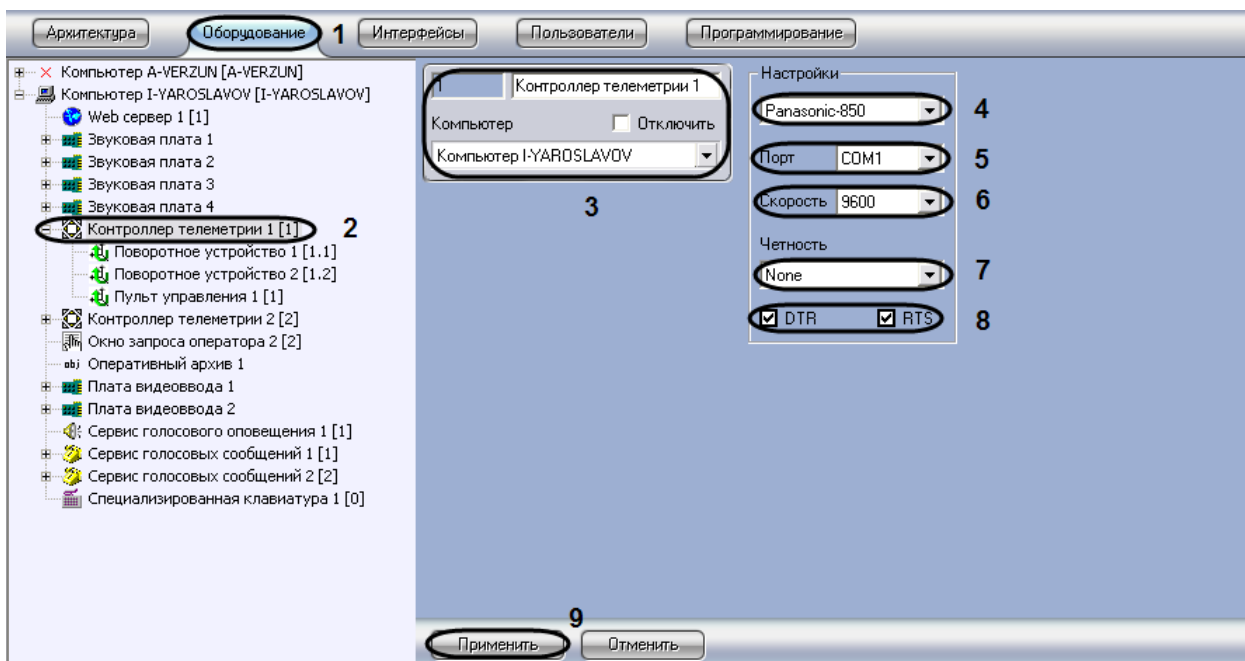 Архитектура Оборудование 1 Интерфейсы Пользователи Программирование
Компьютер A-VERZUN [A-VERZUN]
Компьютер I-YAROSLAVOV [I-YAROSLAVOV]
Web сервер 1 [1]
Звуковая плата 1
Звуковая плата 2
Звуковая плата 3
Звуковая плата 4
Контроллер телеметрии 1 [1] 2
Поворотное устройство 1 [1.1]
Поворотное устройство 2 [1.2]
Пульт управления 1 [1]
Контроллер телеметрии 2 [2]
Окно запроса оператора 2 [2]
obj Оперативный архив 1
Плата видеоввода 1
Плата видеоввода 2
Сервис голосового оповещения 1 [1]
Сервис голосовых сообщений 1 [1]
Сервис голосовых сообщений 2 [2]
Специализированная клавиатура 1 [0]
1 Контроллер телеметрии 1
Компьютер Отключить
Компьютер I-YAROSLAVOV
3
Настройки
Panasonic-850 4
Порт COM1 5
Скорость 9600 6
Четность
None 7
DTR RTS 8
9
Применить Отменить